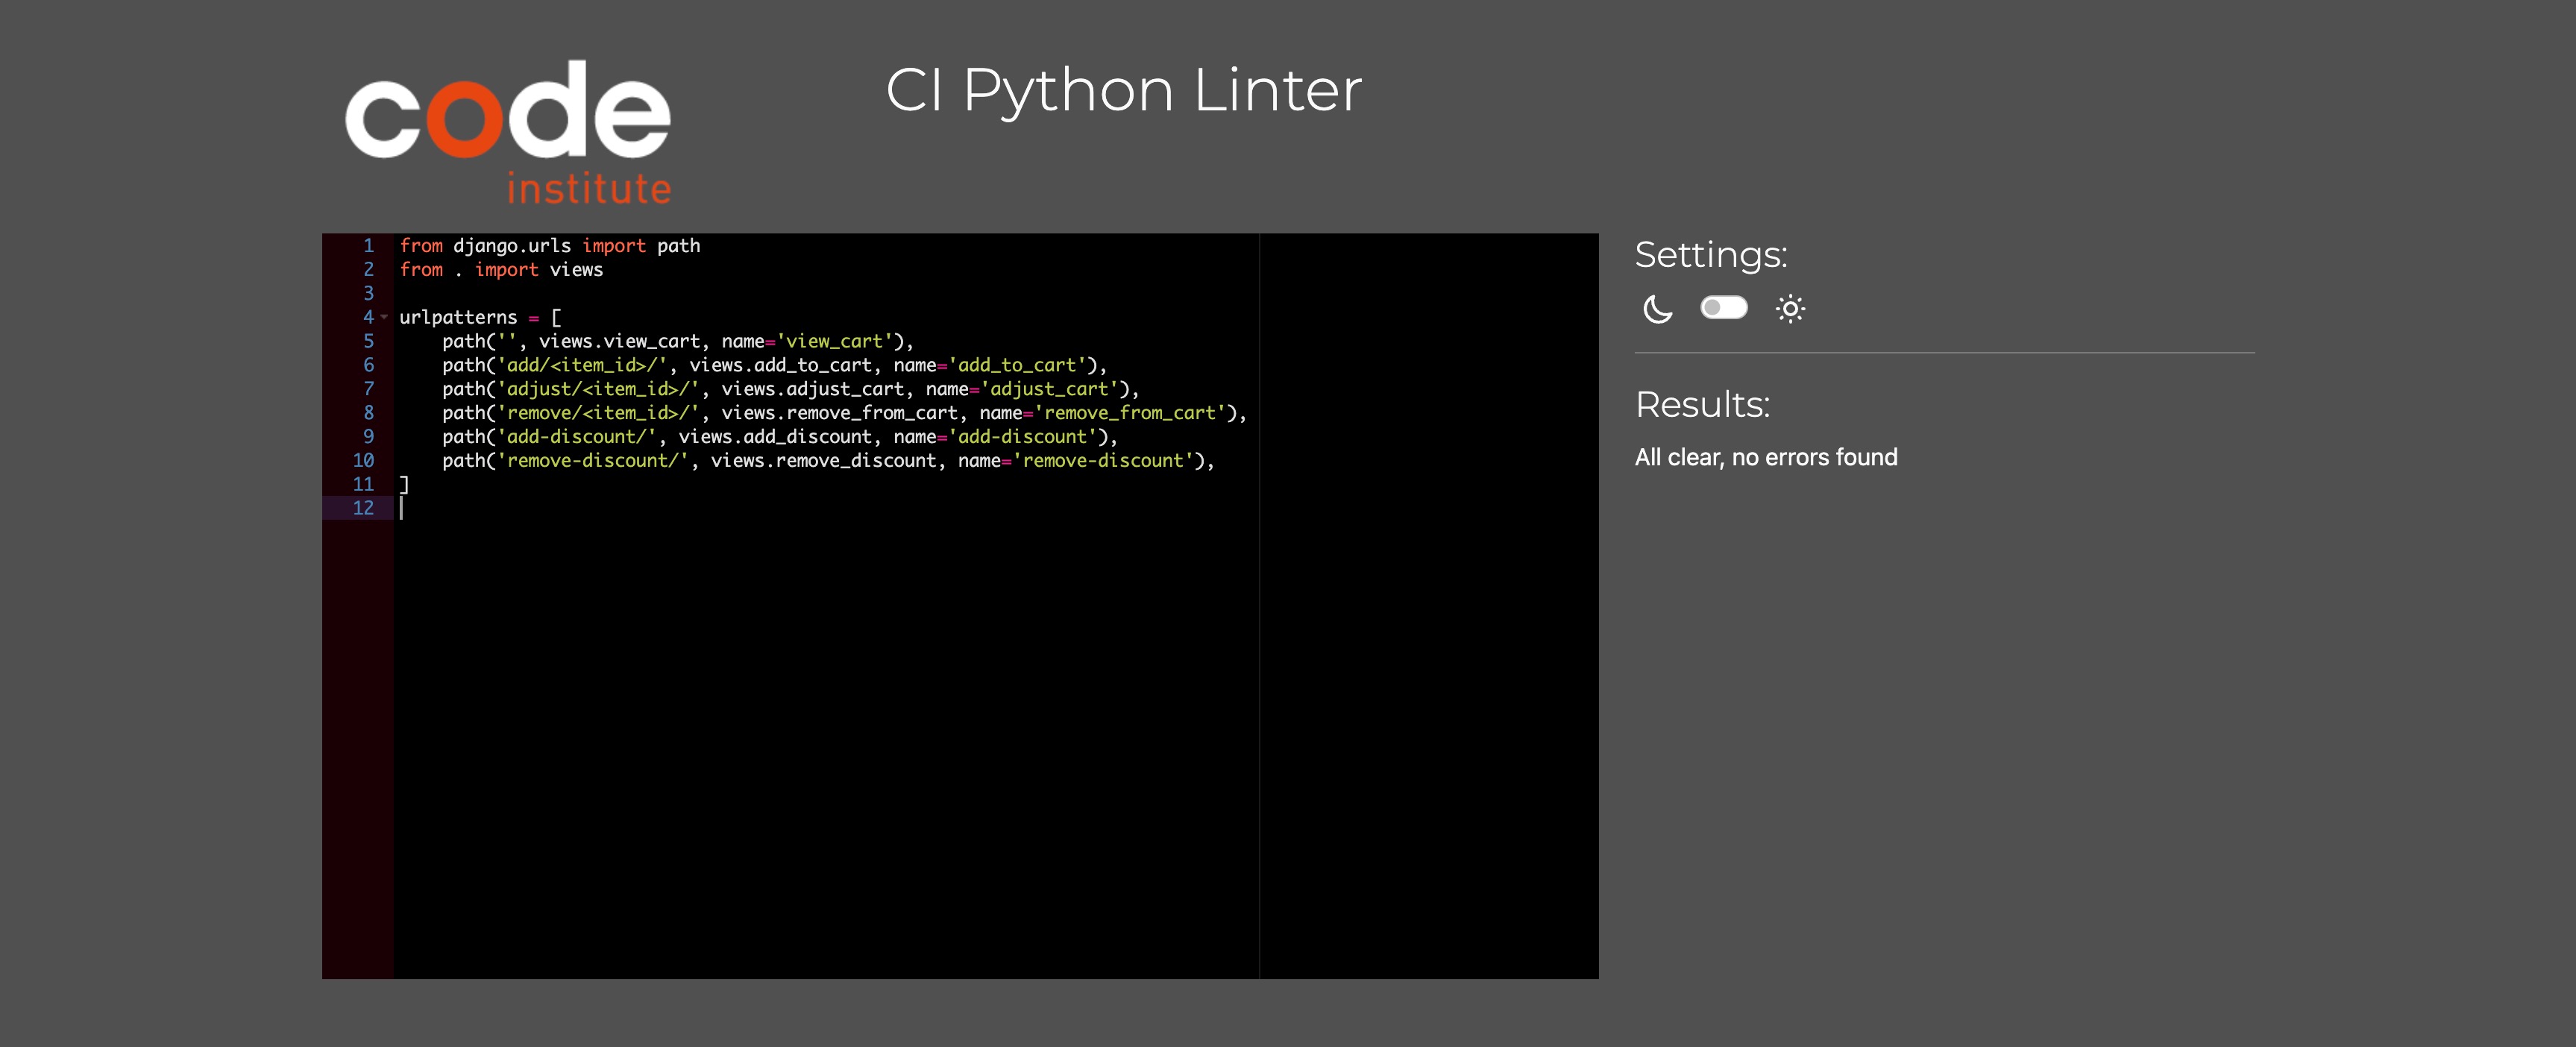 code
institute
CI Python Linter
1 from django.urls import path
2 from . import views
3
4 urlpatterns = [
5     path('', views.view_cart, name='view_cart'),
6     path('add/<item_id>/', views.add_to_cart, name='add_to_cart'),
7     path('adjust/<item_id>/', views.adjust_cart, name='adjust_cart'),
8     path('remove/<item_id>/', views.remove_from_cart, name='remove_from_cart'),
9     path('add-discount/', views.add_discount, name='add-discount'),
10     path('remove-discount/', views.remove_discount, name='remove-discount'),
11 ]
12
Settings:
Results:
All clear, no errors found